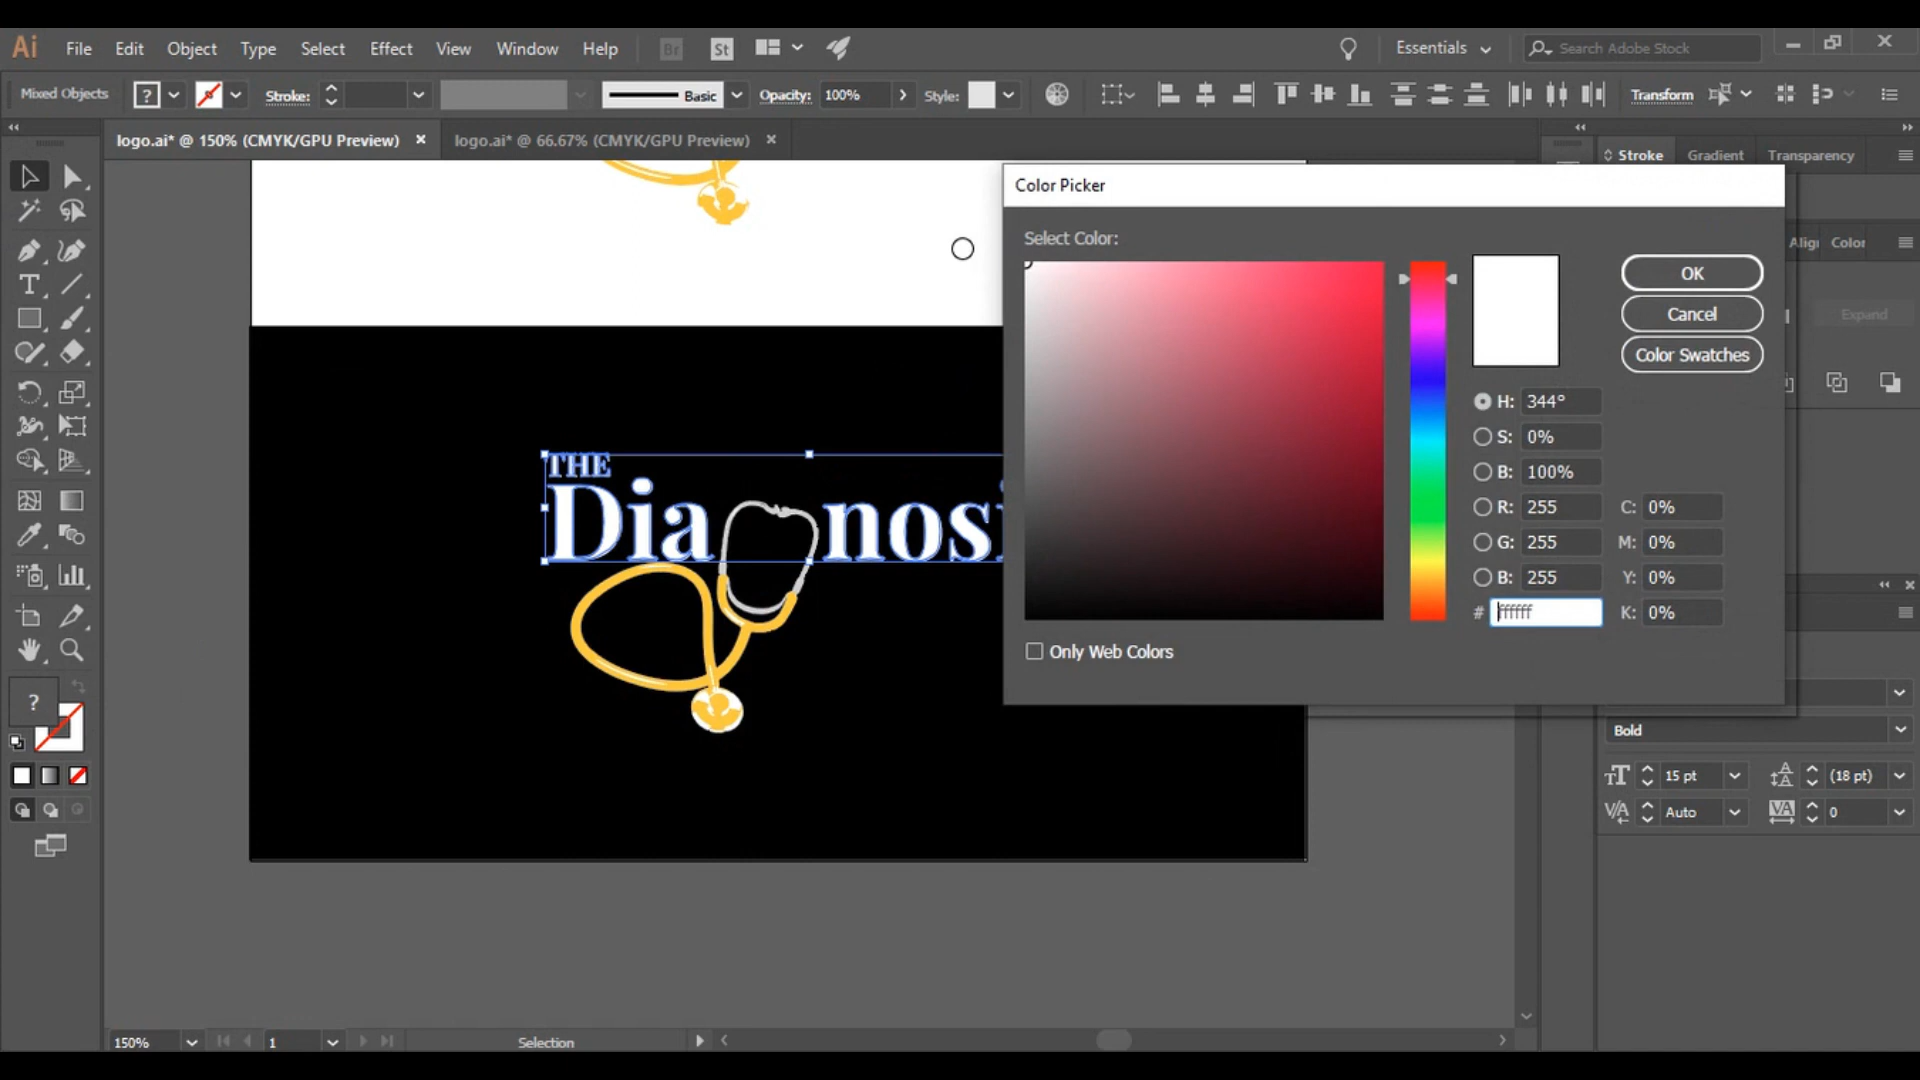 Ai File Edit Object Type Select Effect View Window Help Br St Essentials Search Adobe Stock
Mixed Objects ? Stroke: Basic Opacity: 100% Style: Transform
logo.ai* @ 150% (CMYK/GPU Preview) × logo.ai* @ 66.67% (CMYK/GPU Preview) ×
Stroke Gradient Transparency
Color Picker
Select Color:
Color
OK
Cancel
Expand
Color Swatches
H: 344°
S: 0%
B: 100%
R: 255 C: 0%
G: 255 M: 0%
B: 255 Y: 0%
# ffffff K: 0%
Only Web Colors
THE
Dia nosi
T
?
Bold
15 pt (18 pt)
Auto 0
150% 1 Selection